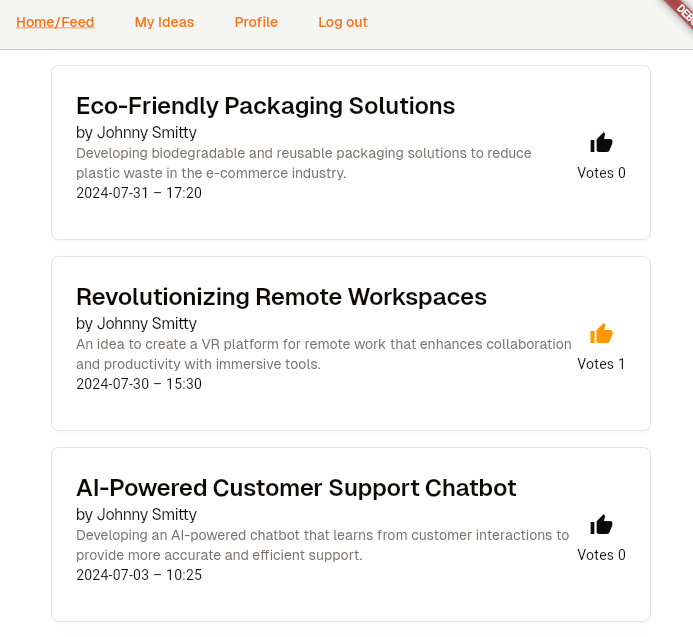 Home/Feed My Ideas Profile Log out
Eco-Friendly Packaging Solutions
by Johnny Smitty
Developing biodegradable and reusable packaging solutions to reduce
plastic waste in the e-commerce industry.
2024-07-31 – 17:20
Votes 0
Revolutionizing Remote Workspaces
by Johnny Smitty
An idea to create a VR platform for remote work that enhances collaboration
and productivity with immersive tools.
2024-07-30 – 15:30
Votes 1
AI-Powered Customer Support Chatbot
by Johnny Smitty
Developing an AI-powered chatbot that learns from customer interactions to
provide more accurate and efficient support.
2024-07-03 – 10:25
Votes 0